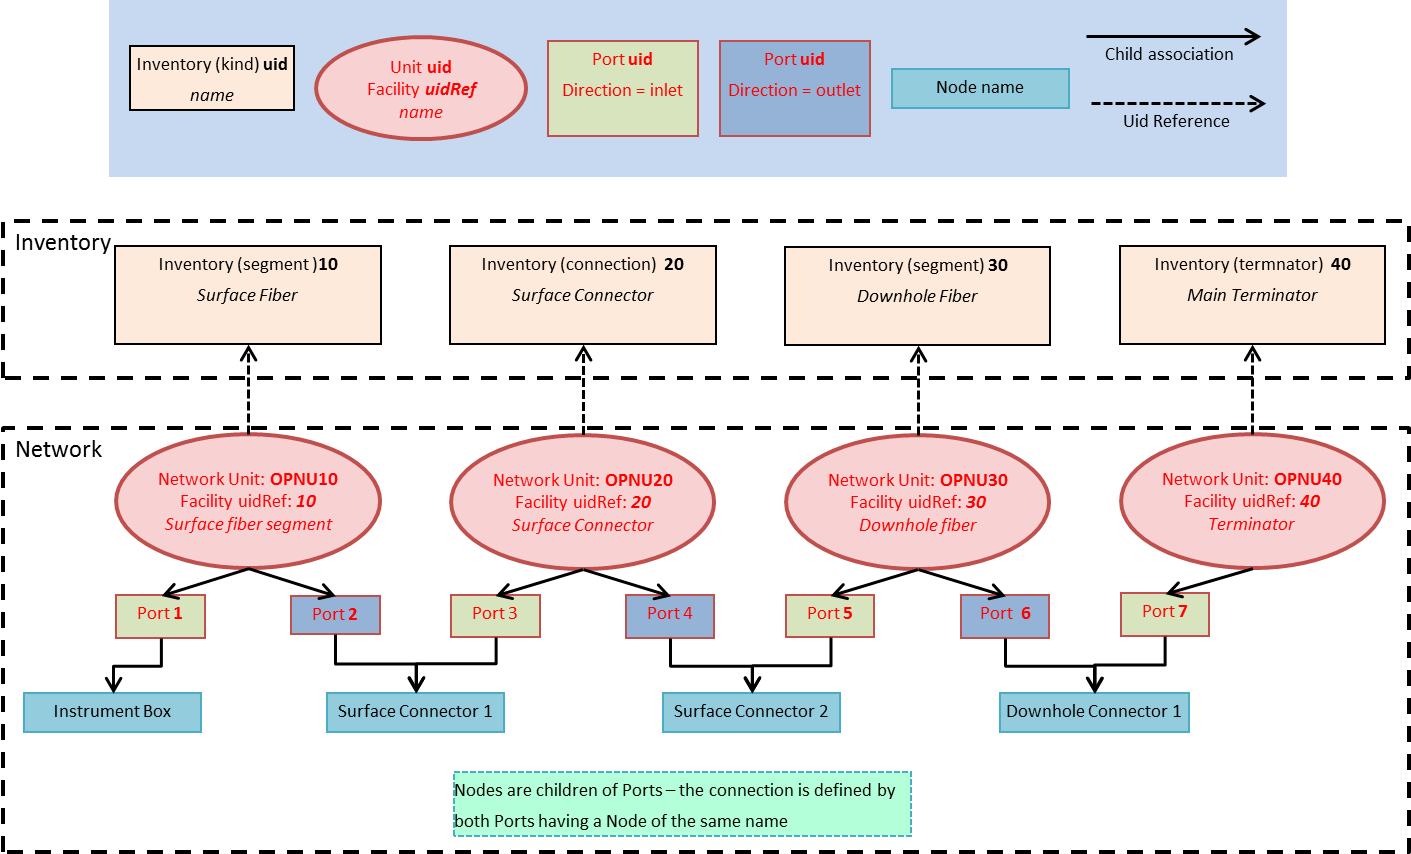 Inventory (kind) uid
name
Unit uid
Facility uidRef
name
Port uid
Direction = inlet
Port uid
Direction = outlet
Node name
Child association
Uid Reference
Inventory
Inventory (segment )10
Surface Fiber
Inventory (connection) 20
Surface Connector
Inventory (segment) 30
Downhole Fiber
Inventory (termnator) 40
Main Terminator
Network
Network Unit: OPNU10
Facility uidRef: 10
Surface fiber segment
Network Unit: OPNU20
Facility uidRef: 20
Surface Connector
Network Unit: OPNU30
Facility uidRef: 30
Downhole fiber
Network Unit: OPNU40
Facility uidRef: 40
Terminator
Port 1
Port 2
Port 3
Port 4
Port 5
Port 6
Port 7
Instrument Box
Surface Connector 1
Surface Connector 2
Downhole Connector 1
Nodes are children of Ports – the connection is defined by
both Ports having a Node of the same name